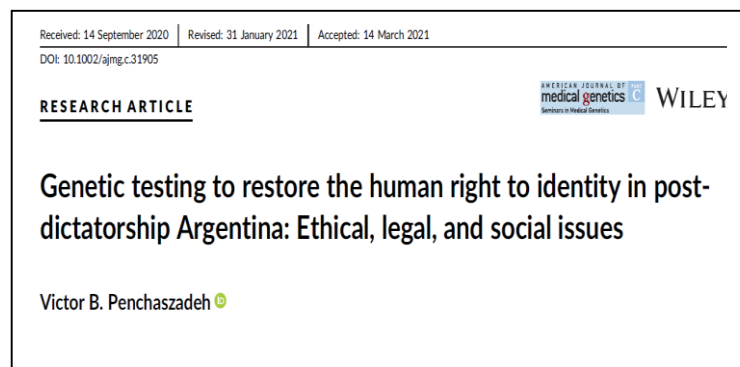 Received: 14 September 2020 | Revised: 31 January 2021 | Accepted: 14 March 2021
DOI: 10.1002/ajmg.c.31905
RESEARCH ARTICLE
AMERICAN JOURNAL OF PART
medical genetics C
Seminars in Medical Genetics
WILEY
Genetic testing to restore the human right to identity in post-
dictatorship Argentina: Ethical, legal, and social issues
Victor B. Penchaszadeh iD